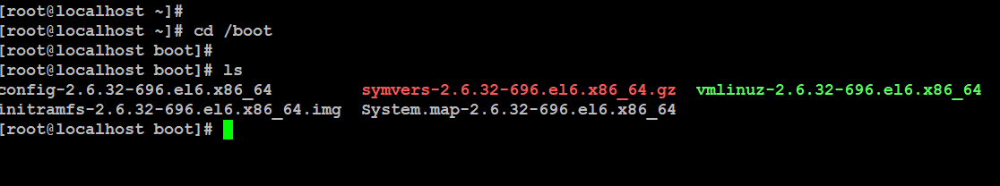 [root@localhost ~]#
[root@localhost ~]# cd /boot
[root@localhost boot]#
[root@localhost boot]# ls
config-2.6.32-696.el6.x86_64 symvers-2.6.32-696.el6.x86_64.gz vmlinuz-2.6.32-696.el6.x86_64
initramfs-2.6.32-696.el6.x86_64.img System.map-2.6.32-696.el6.x86_64
[root@localhost boot]#